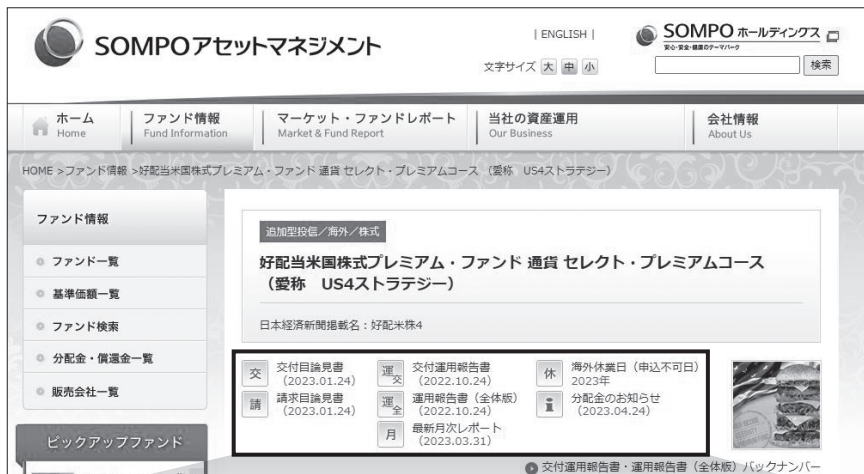 SOMPOアセットマネジメント
| ENGLISH |
SOMPO ホールディングス
安心・安全・健康のテーマパーク
文字サイズ 大 中 小
検索
ホーム
Home
ファンド情報
Fund Information
マーケット・ファンドレポート
Market & Fund Report
当社の資産運用
Our Business
会社情報
About Us
HOME >ファンド情報 >好配当米国株式プレミアム・ファンド 通貨 セレクト・プレミアムコース （愛称 US4ストラテジー）
ファンド情報
ファンド一覧
基準価額一覧
ファンド検索
分配金・償還金一覧
販売会社一覧
ピックアップファンド
追加型投信／海外／株式
好配当米国株式プレミアム・ファンド 通貨 セレクト・プレミアムコース
（愛称 US4ストラテジー）
日本経済新聞掲載名：好配米株4
交 交付目論見書
（2023.01.24）
請 請求目論見書
（2023.01.24）
運交 交付運用報告書
（2022.10.24）
運全 運用報告書（全体版）
（2022.10.24）
月 最新月次レポート
（2023.03.31）
休 海外休業日（申込不可日）
2023年
i 分配金のお知らせ
（2023.04.24）
交付運用報告書・運用報告書（全体版）バックナンバー